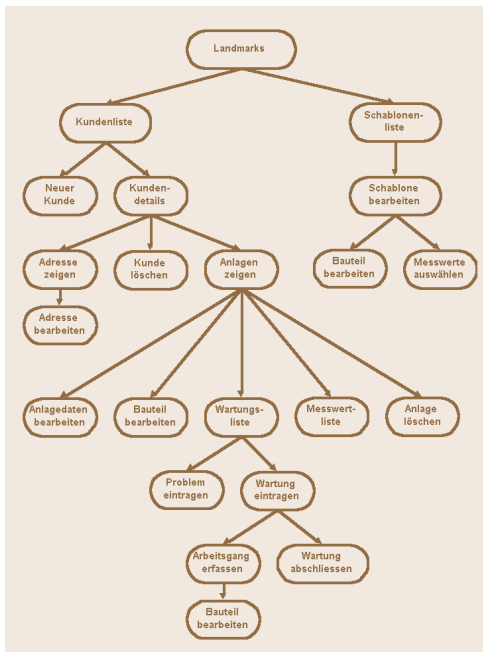 Landmarks
Kundenliste
Schablonen-
liste
Neuer
Kunde
Kunden-
details
Schablone
bearbeiten
Adresse
zeigen
Kunde
löschen
Anlagen
zeigen
Bauteil
bearbeiten
Messwerte
auswählen
Adresse
bearbeiten
Anlagedaten
bearbeiten
Bauteil
bearbeiten
Wartungs-
liste
Messwert-
liste
Anlage
löschen
Problem
eintragen
Wartung
eintragen
Arbeitsgang
erfassen
Wartung
abschliessen
Bauteil
bearbeiten